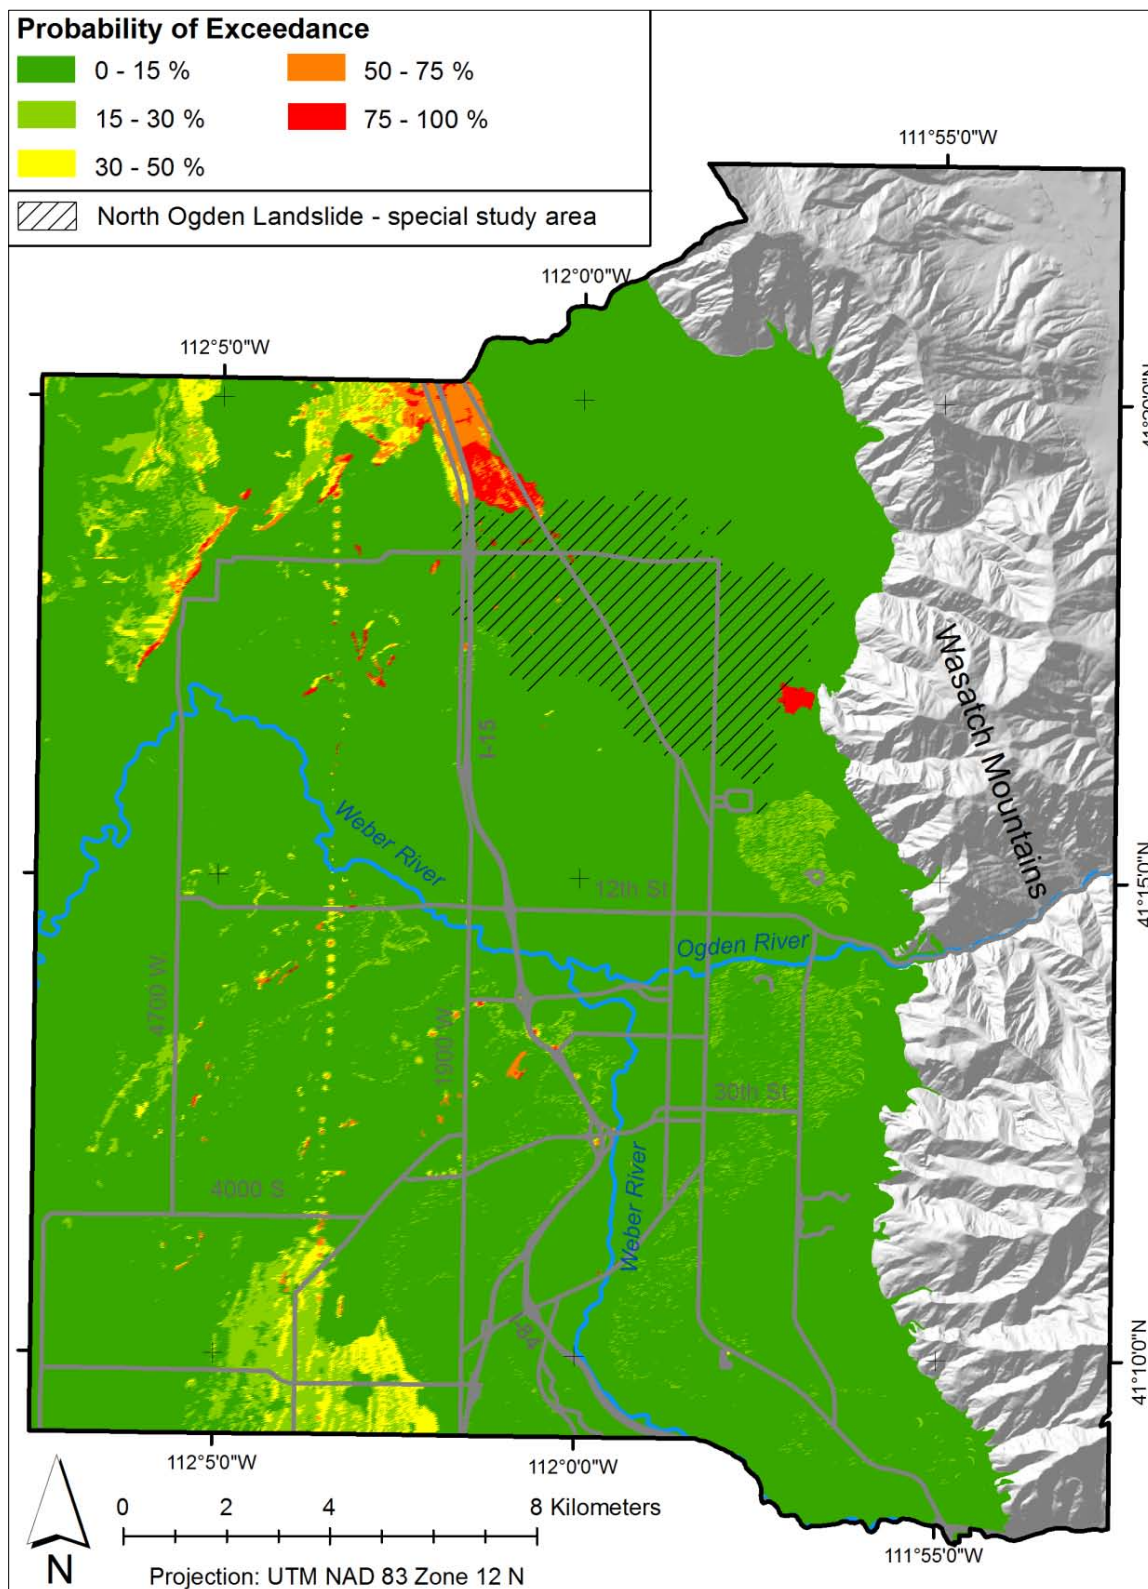 Probability of Exceedance
0 - 15 %
50 - 75 %
15 - 30 %
75 - 100 %
30 - 50 %
North Ogden Landslide - special study area
111°55'0"W
112°0'0"W
112°5'0"W
Wasatch Mountains
I-15
Weber River
12th St
41°15'0"N
Ogden River
4700 W
1900 W
30th St
Weber River
4000 S
41°10'0"N
112°5'0"W
112°0'0"W
111°55'0"W
0 2 4 8 Kilometers
N
Projection: UTM NAD 83 Zone 12 N